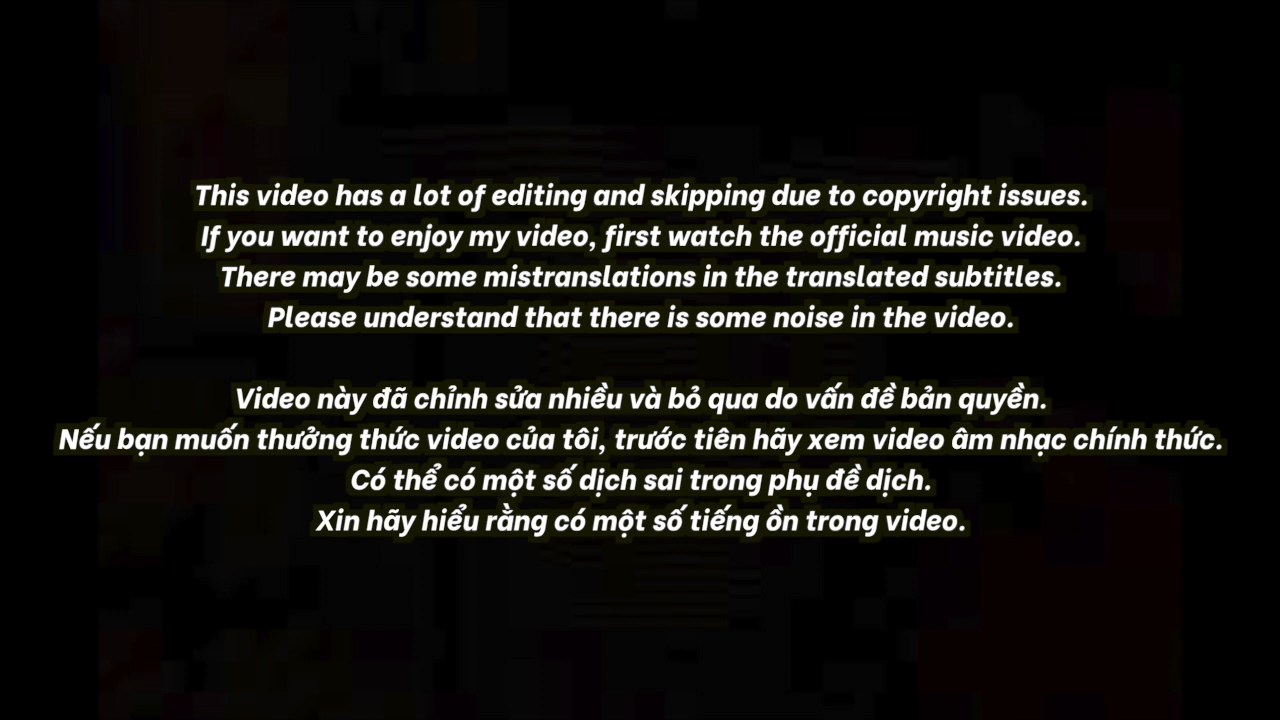 This video has a lot of editing and skipping due to copyright issues.
If you want to enjoy my video, first watch the official music video.
There may be some mistranslations in the translated subtitles.
Please understand that there is some noise in the video.
Video này đã chỉnh sửa nhiều và bỏ qua do vấn đề bản quyền.
Nếu bạn muốn thưởng thức video của tôi, trước tiên hãy xem video âm nhạc chính thức.
Có thể có một số dịch sai trong phụ đề dịch.
Xin hãy hiểu rằng có một số tiếng ồn trong video.